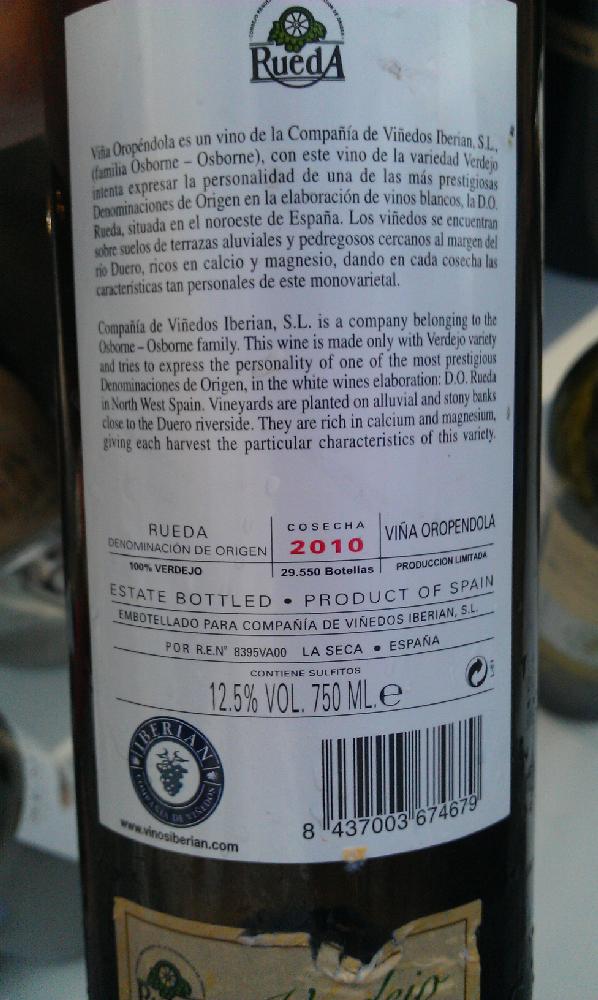 RuedA
Viña Oropéndola es un vino de la Compañía de Viñedos Iberian, S.L.,
(familia Osborne – Osborne), con este vino de la variedad Verdejo
intenta expresar la personalidad de una de las más prestigiosas
Denominaciones de Origen en la elaboración de vinos blancos, la D.O.
Rueda, situada en el noroeste de España. Los viñedos se encuentran
sobre suelos de terrazas aluviales y pedregosos cercanos al margen del
río Duero, ricos en calcio y magnesio, dando en cada cosecha las
características tan personales de este monovarietal.
Compañía de Viñedos Iberian, S.L. is a company belonging to the
Osborne – Osborne family. This wine is made only with Verdejo variety
and tries to express the personality of one of the most prestigious
Denominaciones de Origen, in the white wines elaboration: D.O. Rueda
in North West Spain. Vineyards are planted on alluvial and stony banks
close to the Duero riverside. They are rich in calcium and magnesium,
giving each harvest the particular characteristics of this variety.
RUEDA
DENOMINACIÓN DE ORIGEN
100% VERDEJO
COSECHA
2010
29.550 Botellas
VIÑA OROPENDOLA
PRODUCCION LIMITADA
ESTATE BOTTLED • PRODUCT OF SPAIN
EMBOTELLADO PARA COMPAÑÍA DE VIÑEDOS IBERIAN, S.L.
POR R.E.Nº 8395VA00 LA SECA • ESPAÑA
CONTIENE SULFITOS
12.5% VOL. 750 ML. e
IBERIAN
COMPAÑÍA DE VIÑEDOS
www.vinosiberian.com
8 437003 674679